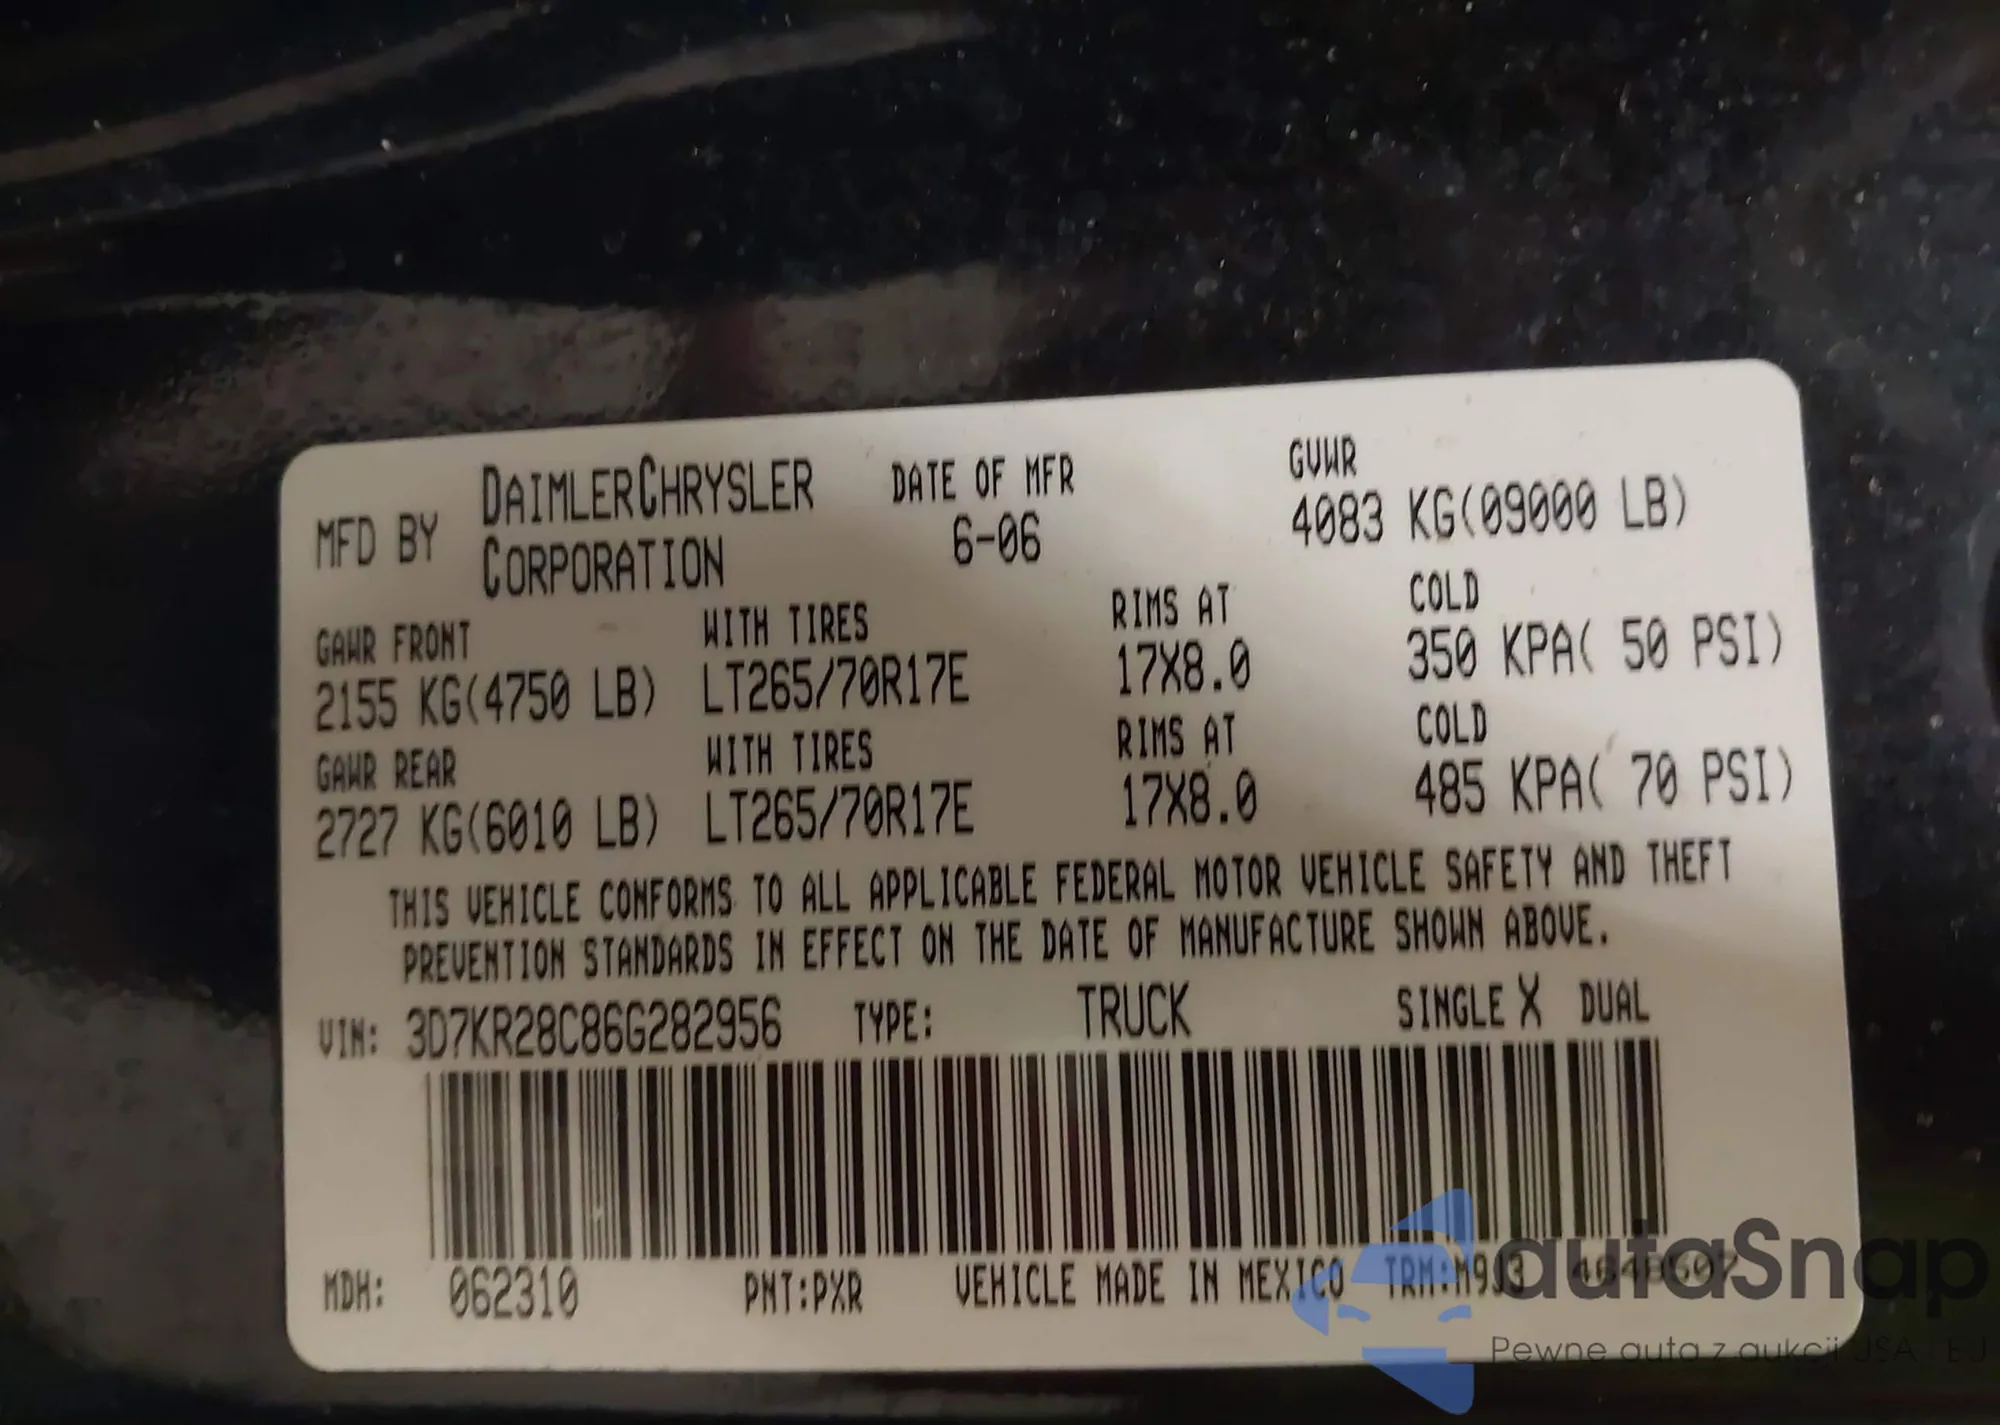 MFD BY DAIMLERCHRYSLER CORPORATION DATE OF MFR 6-06 GVWR 4083 KG(09000 LB)
GAWR FRONT WITH TIRES RIMS AT COLD
2155 KG(4750 LB) LT265/70R17E 17X8.0 350 KPA( 50 PSI)
GAWR REAR WITH TIRES RIMS AT COLD
2727 KG(6010 LB) LT265/70R17E 17X8.0 485 KPA( 70 PSI)
THIS VEHICLE CONFORMS TO ALL APPLICABLE FEDERAL MOTOR VEHICLE SAFETY AND THEFT
PREVENTION STANDARDS IN EFFECT ON THE DATE OF MANUFACTURE SHOWN ABOVE.
VIN: 3D7KR28C86G282956 TYPE: TRUCK SINGLE X DUAL
MDH: 062310 PNT:PXR VEHICLE MADE IN MEXICO TRM:M9J3 4648507
autaSnap
Pewne auta z aukcji USA i EU